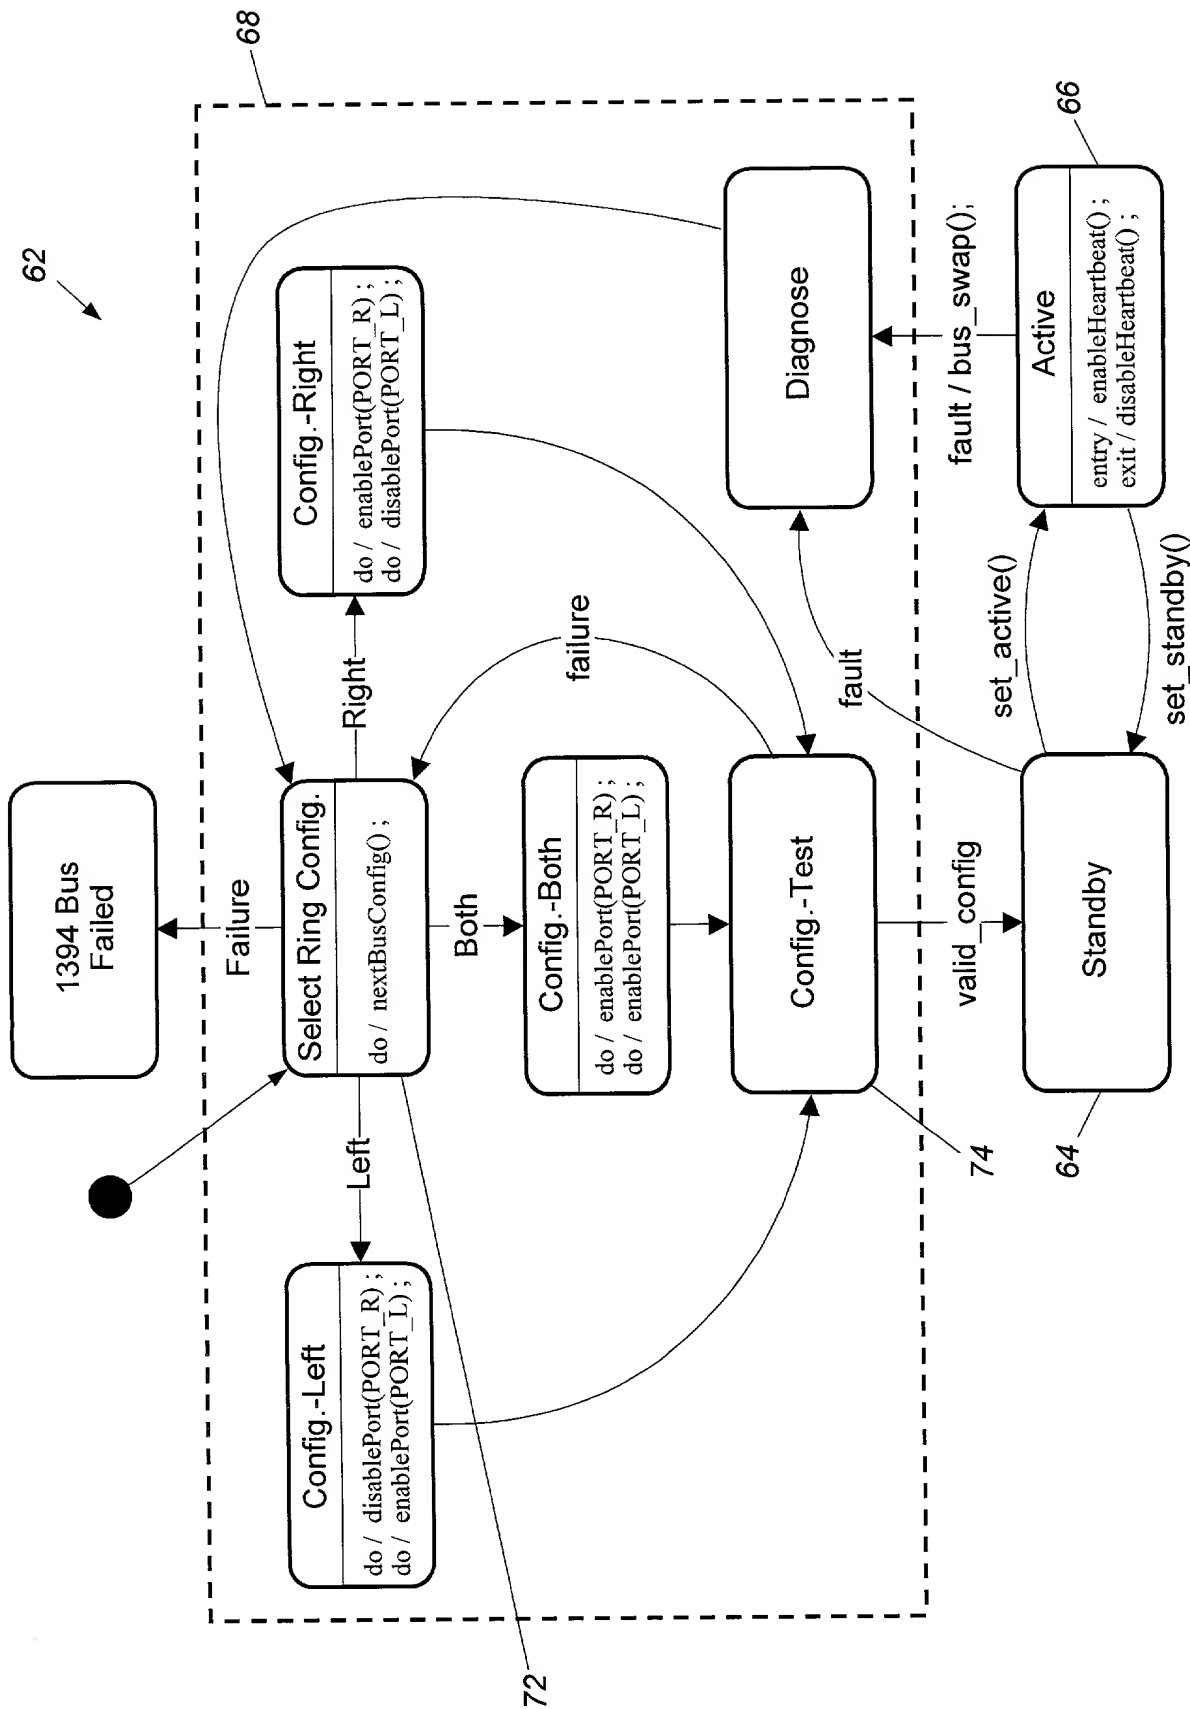 62
68
1394 Bus
Failed
Failure
Select Ring Config.
do / nextBusConfig() ;
Left
Right
Both
Config.-Left
do / disablePort(PORT_R) ;
do / enablePort(PORT_L) ;
Config.-Right
do / enablePort(PORT_R) ;
do / disablePort(PORT_L) ;
Config.-Both
do / enablePort(PORT_R) ;
do / enablePort(PORT_L) ;
failure
72
Config.-Test
74
Diagnose
fault
valid_config
fault / bus_swap();
Standby
64
set_active()
set_standby()
Active
entry / enableHeartbeat() ;
exit / disableHeartbeat() ;
66